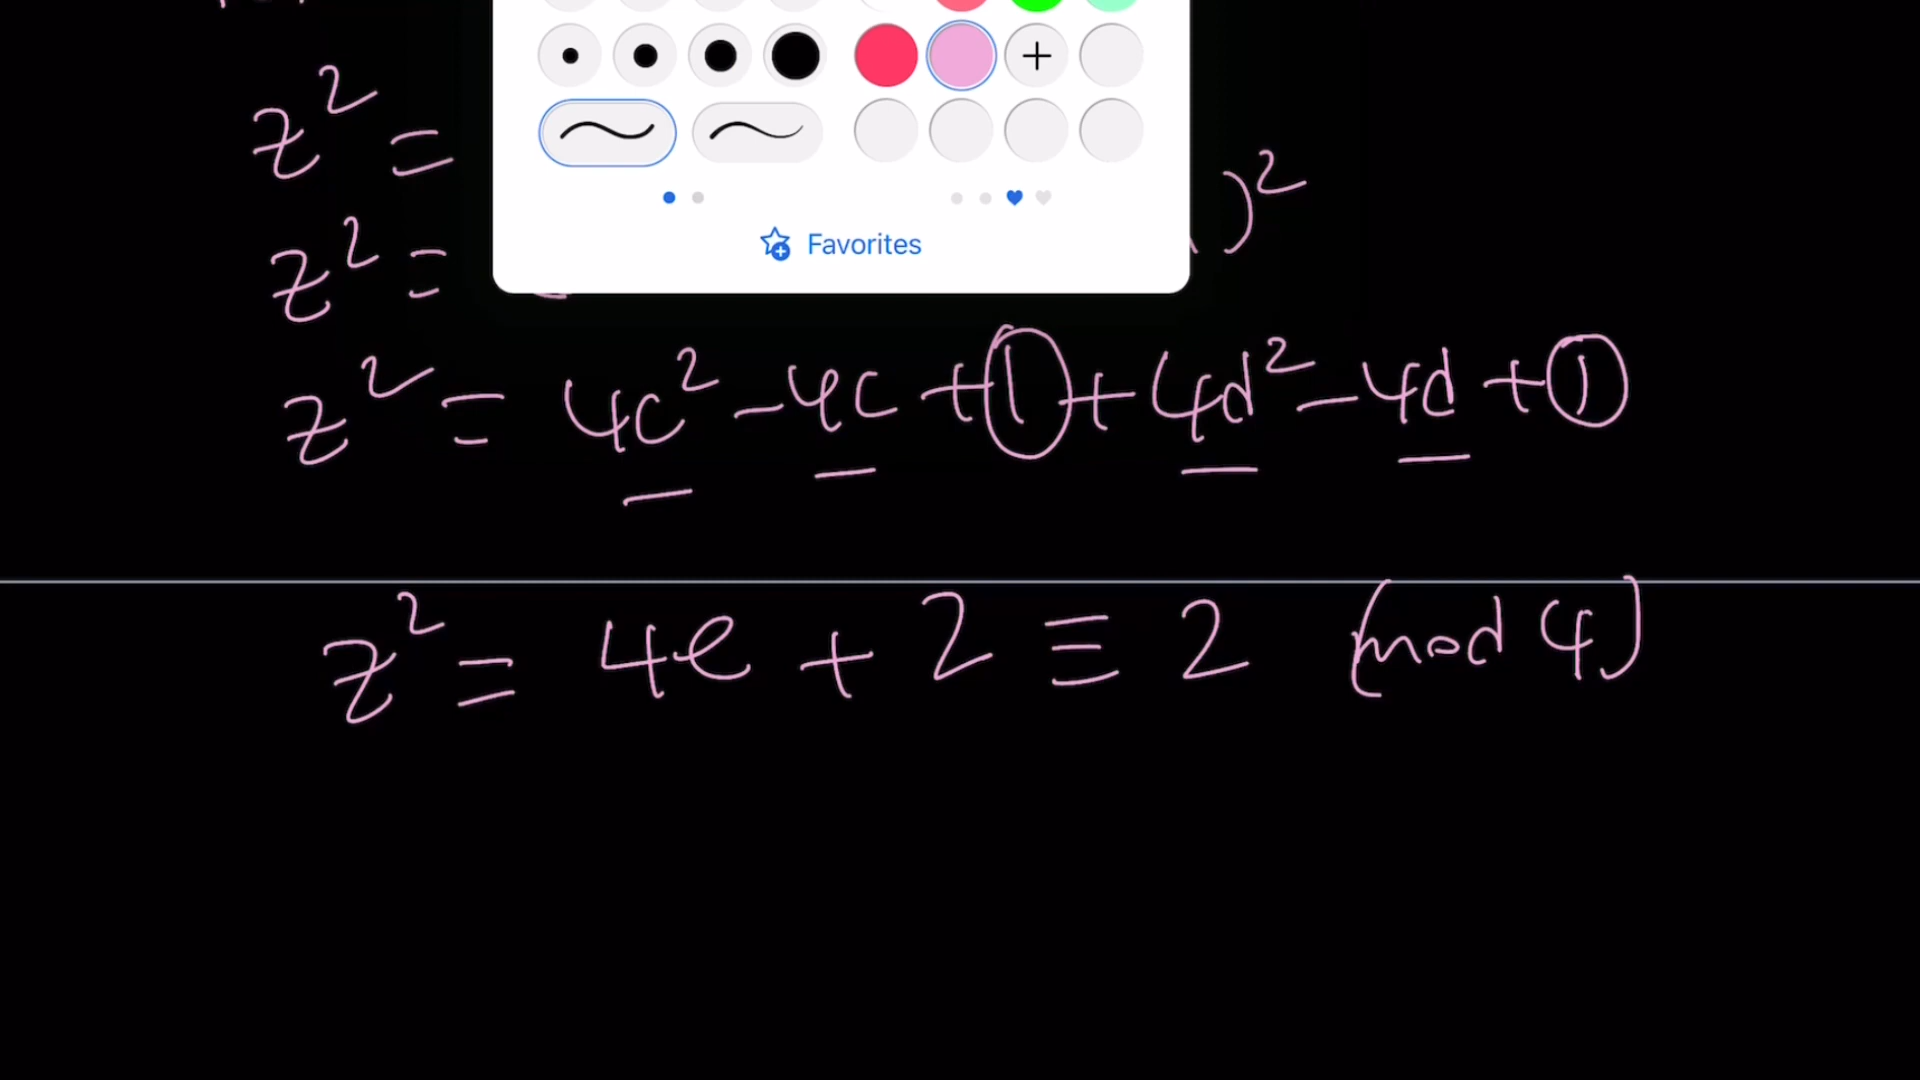 z² =
z² =
)²
Favorites
z² = 4c² - 4c + 1 + 4d² - 4d + 1
z² = 4e + 2 ≡ 2 (mod 4)